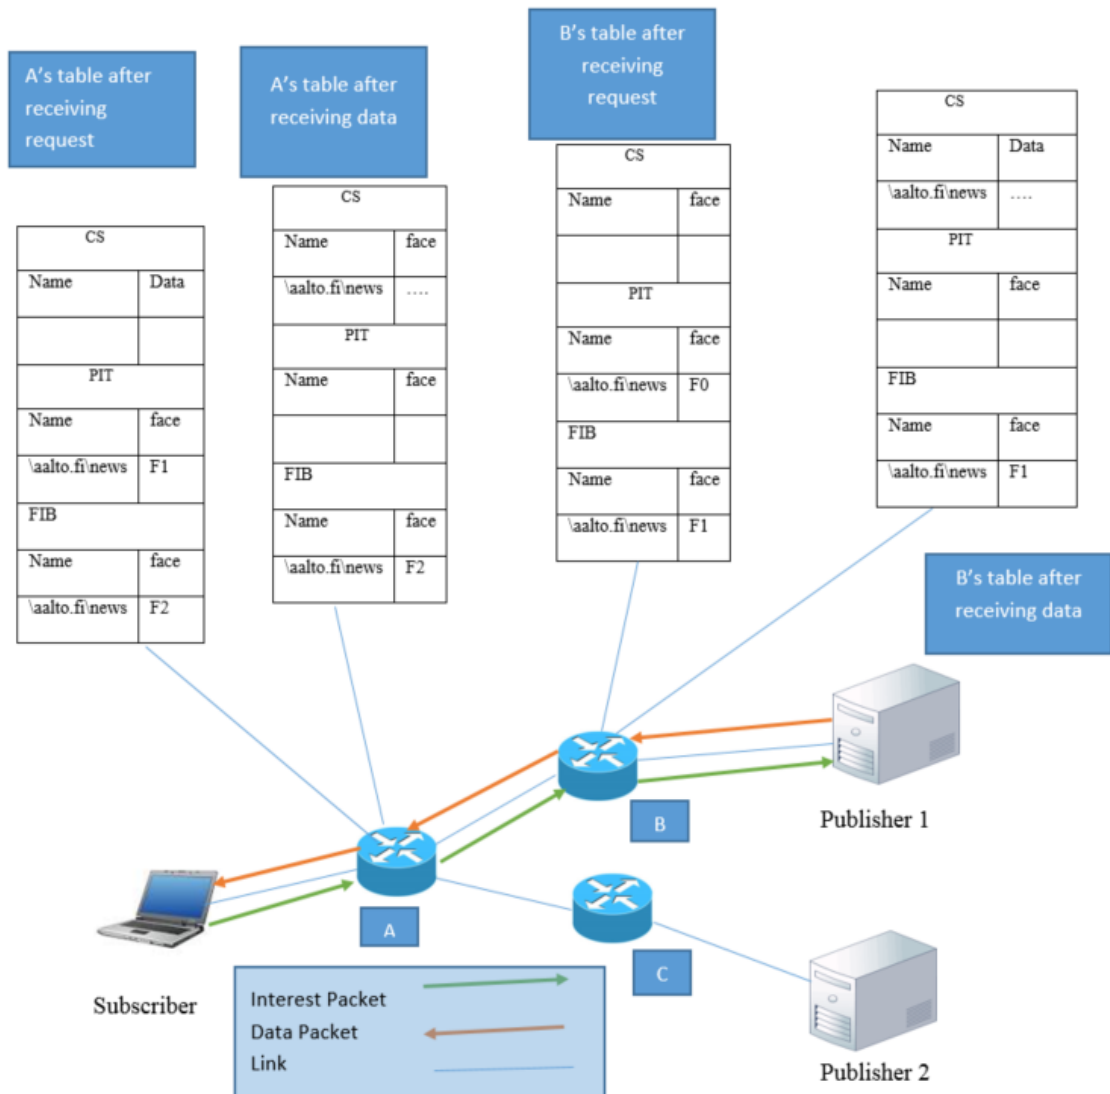 A's table after
receiving
request
A's table after
receiving data
B's table after
receiving
request
CS
Name Data
PIT
Name face
\aalto.fi\news F1
FIB
Name face
\aalto.fi\news F2
CS
Name face
\aalto.fi\news ....
PIT
Name face
FIB
Name face
\aalto.fi\news F2
CS
Name face
PIT
Name face
\aalto.fi\news F0
FIB
Name face
\aalto.fi\news F1
CS
Name Data
\aalto.fi\news ....
PIT
Name face
FIB
Name face
\aalto.fi\news F1
B's table after
receiving data
Publisher 1
B
A
C
Subscriber
Interest Packet
Data Packet
Link
Publisher 2